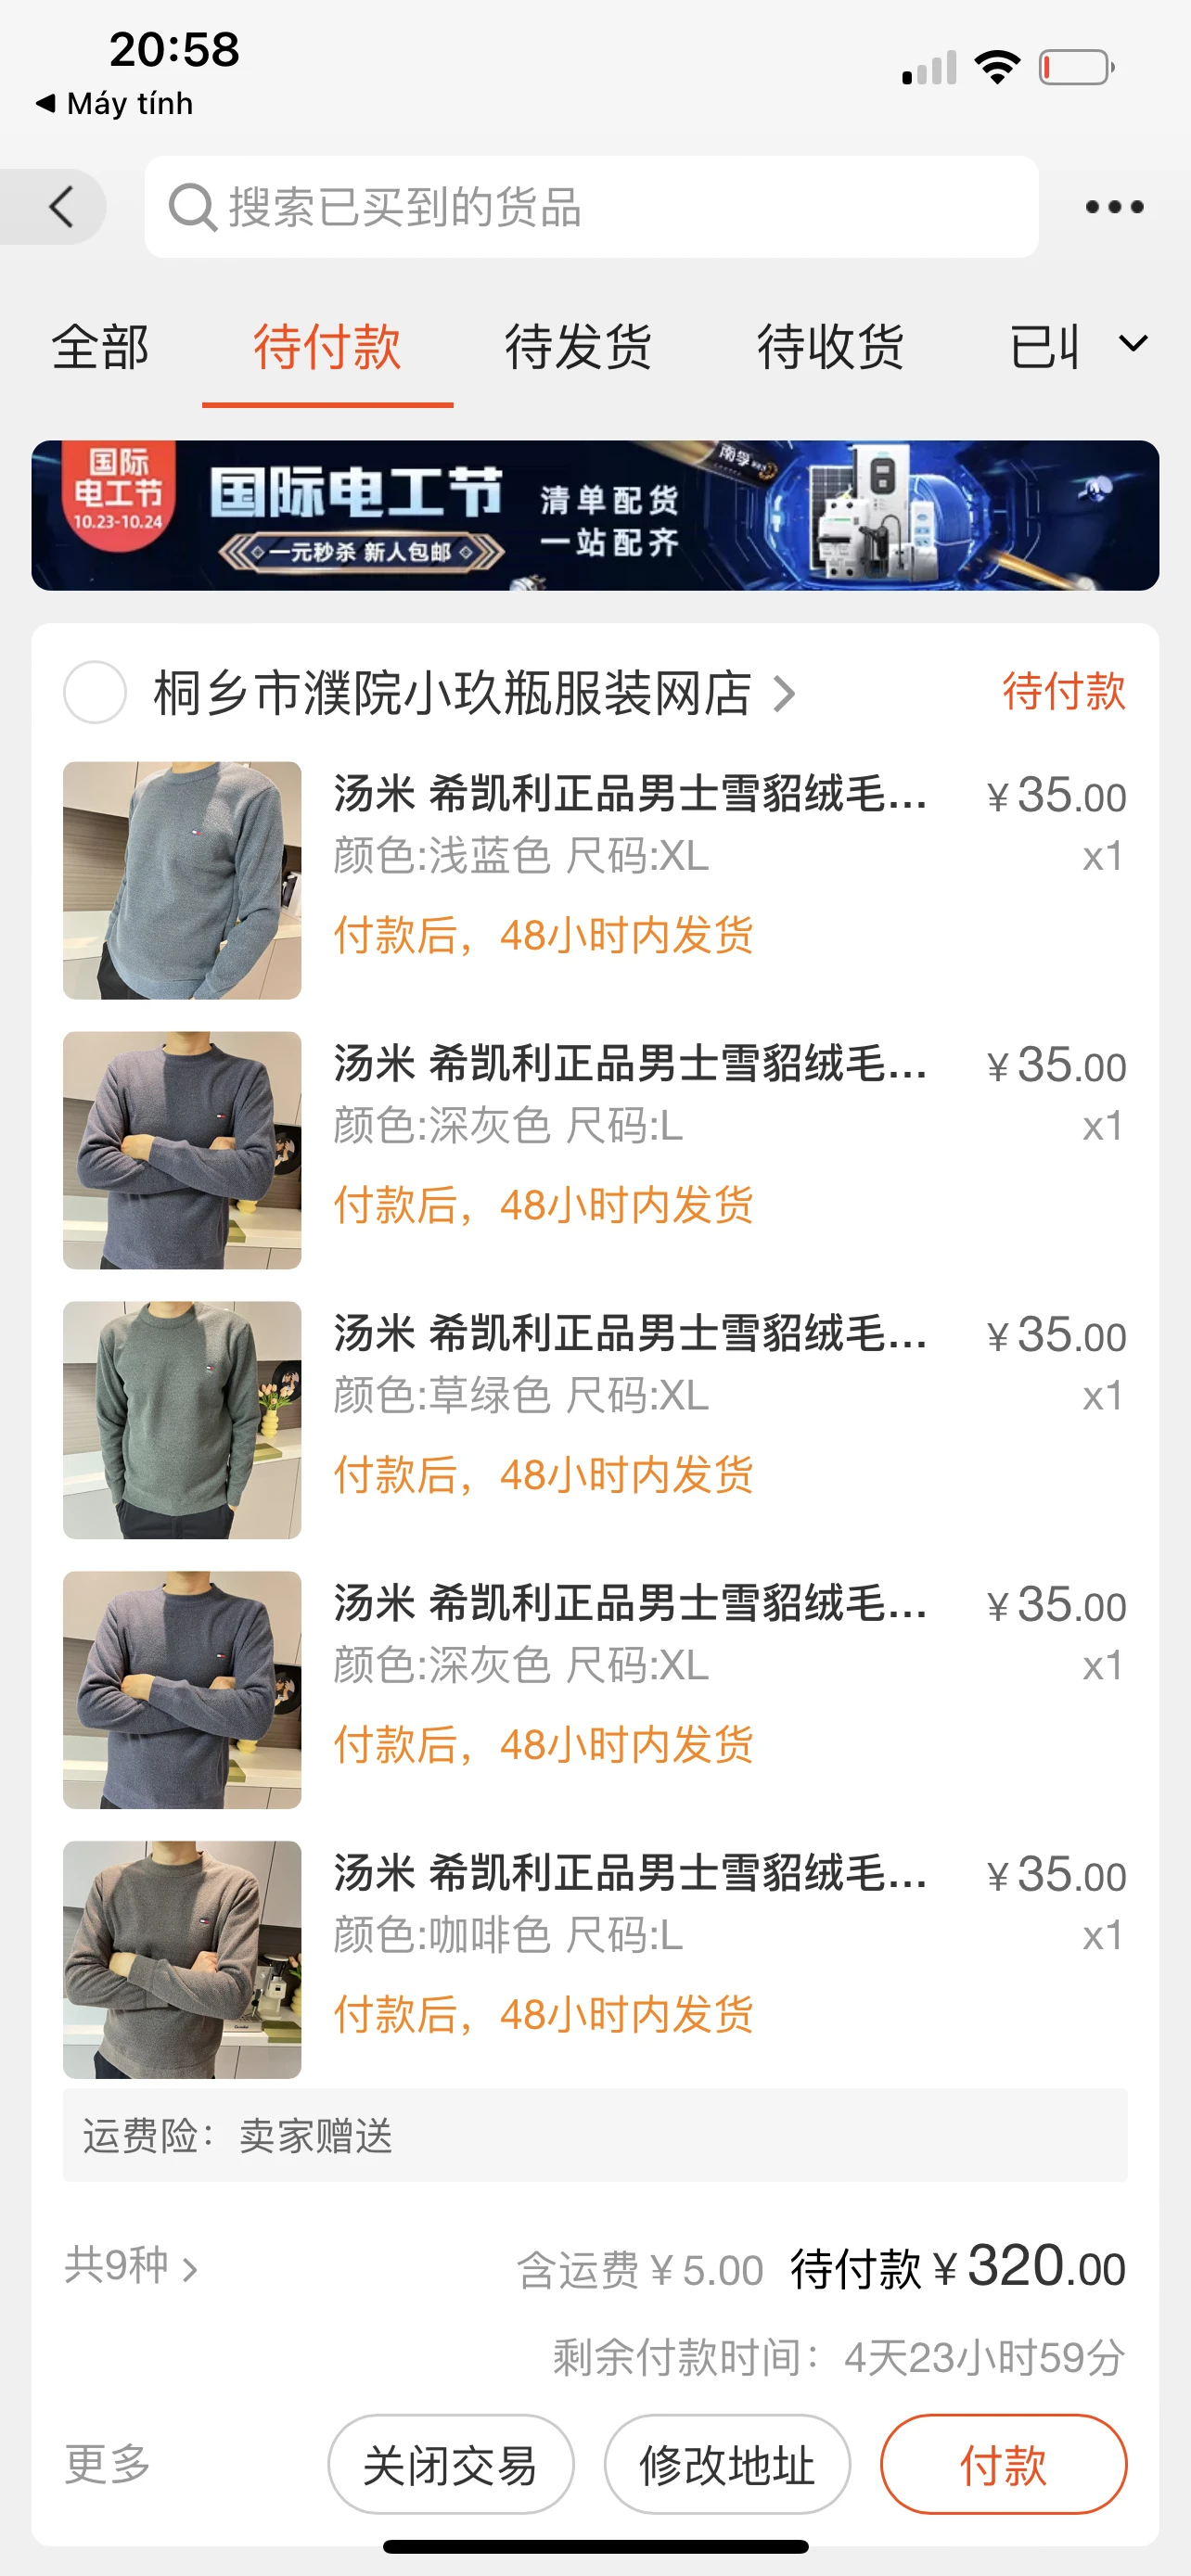 20:58
◀ Máy tính
搜索已买到的货品
全部 待付款 待发货 待收货
国际
电工节
10.23-10.24
国际电工节
一元秒杀 新人包邮
清单配货
一站配齐
南孚
桐乡市濮院小玖瓶服装网店 待付款
汤米 希凯利正品男士雪貂绒毛... ¥35.00
颜色:浅蓝色 尺码:XL x1
付款后，48小时内发货
汤米 希凯利正品男士雪貂绒毛... ¥35.00
颜色:深灰色 尺码:L x1
付款后，48小时内发货
汤米 希凯利正品男士雪貂绒毛... ¥35.00
颜色:草绿色 尺码:XL x1
付款后，48小时内发货
汤米 希凯利正品男士雪貂绒毛... ¥35.00
颜色:深灰色 尺码:XL x1
付款后，48小时内发货
汤米 希凯利正品男士雪貂绒毛... ¥35.00
颜色:咖啡色 尺码:L x1
付款后，48小时内发货
运费险：卖家赠送
共9种 含运费¥5.00 待付款¥320.00
剩余付款时间：4天23小时59分
更多 关闭交易 修改地址 付款